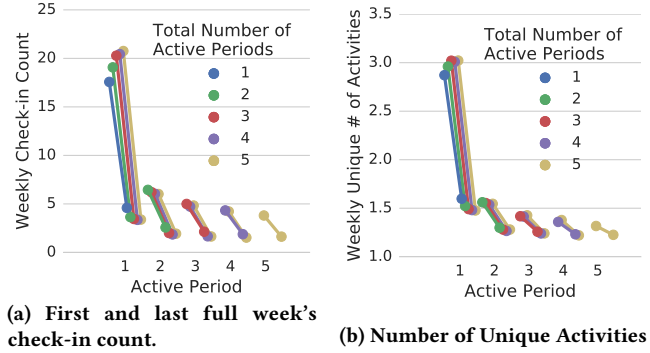 25
20
15
10
5
0
Weekly Check-in Count
Total Number of
Active Periods
1
2
3
4
5
1 2 3 4 5
Active Period
(a) First and last full week's
check-in count.
3.5
3.0
2.5
2.0
1.5
1.0
Weekly Unique # of Activities
Total Number of
Active Periods
1
2
3
4
5
1 2 3 4 5
Active Period
(b) Number of Unique Activities